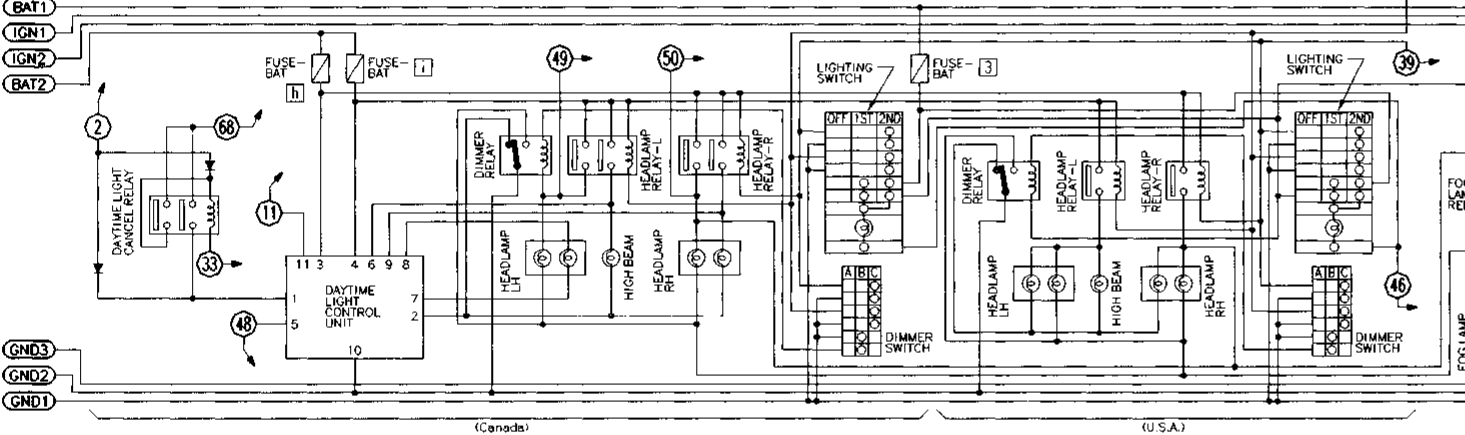 BAT1
IGN1
IGN2
BAT2
FUSE-
BAT
h
FUSE-
BAT
i
49
50
LIGHTING
SWITCH
FUSE-
BAT
3
LIGHTING
SWITCH
39
2
68
OFF 1ST 2ND
OFF 1ST 2ND
DIMMER
RELAY
HEADLAMP
RELAY-L
HEADLAMP
RELAY-R
DIMMER
RELAY
HEADLAMP
RELAY-L
HEADLAMP
RELAY-R
DAYTIME LIGHT
CANCEL RELAY
11
33
HEADLAMP
LH
HIGH BEAM
HEADLAMP
RH
HEADLAMP
LH
HIGH BEAM
HEADLAMP
RH
11 3 4 6 9 8
DAYTIME
LIGHT
CONTROL
UNIT
1
5
7
2
10
A B C
A B C
46
48
DIMMER
SWITCH
DIMMER
SWITCH
FOG LAMP
GND3
GND2
GND1
(Canada)
(U.S.A.)